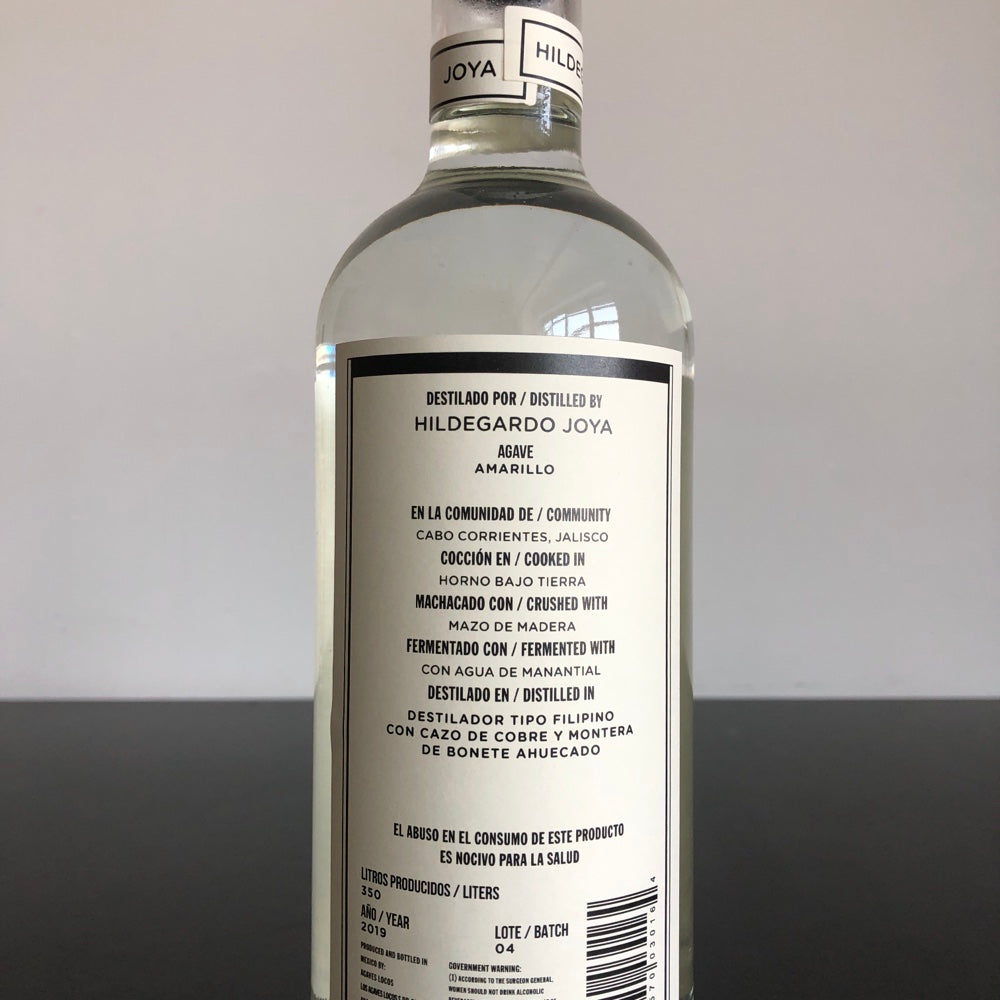 JOYA
HILDE
DESTILADO POR / DISTILLED BY
HILDEGARDO JOYA
AGAVE
AMARILLO
EN LA COMUNIDAD DE / COMMUNITY
CABO CORRIENTES, JALISCO
COCCIÓN EN / COOKED IN
HORNO BAJO TIERRA
MACHACADO CON / CRUSHED WITH
MAZO DE MADERA
FERMENTADO CON / FERMENTED WITH
CON AGUA DE MANANTIAL
DESTILADO EN / DISTILLED IN
DESTILADOR TIPO FILIPINO
CON CAZO DE COBRE Y MONTERA
DE BONETE AHUECADO
EL ABUSO EN EL CONSUMO DE ESTE PRODUCTO
ES NOCIVO PARA LA SALUD
LITROS PRODUCIDOS / LITERS
350
AÑO / YEAR
2019
LOTE / BATCH
04
PRODUCED AND BOTTLED IN
MEXICO BY:
AGAVES LOCOS
GOVERNMENT WARNING:
(1) ACCORDING TO THE SURGEON GENERAL,
WOMEN SHOULD NOT DRINK ALCOHOLIC
67003016 4